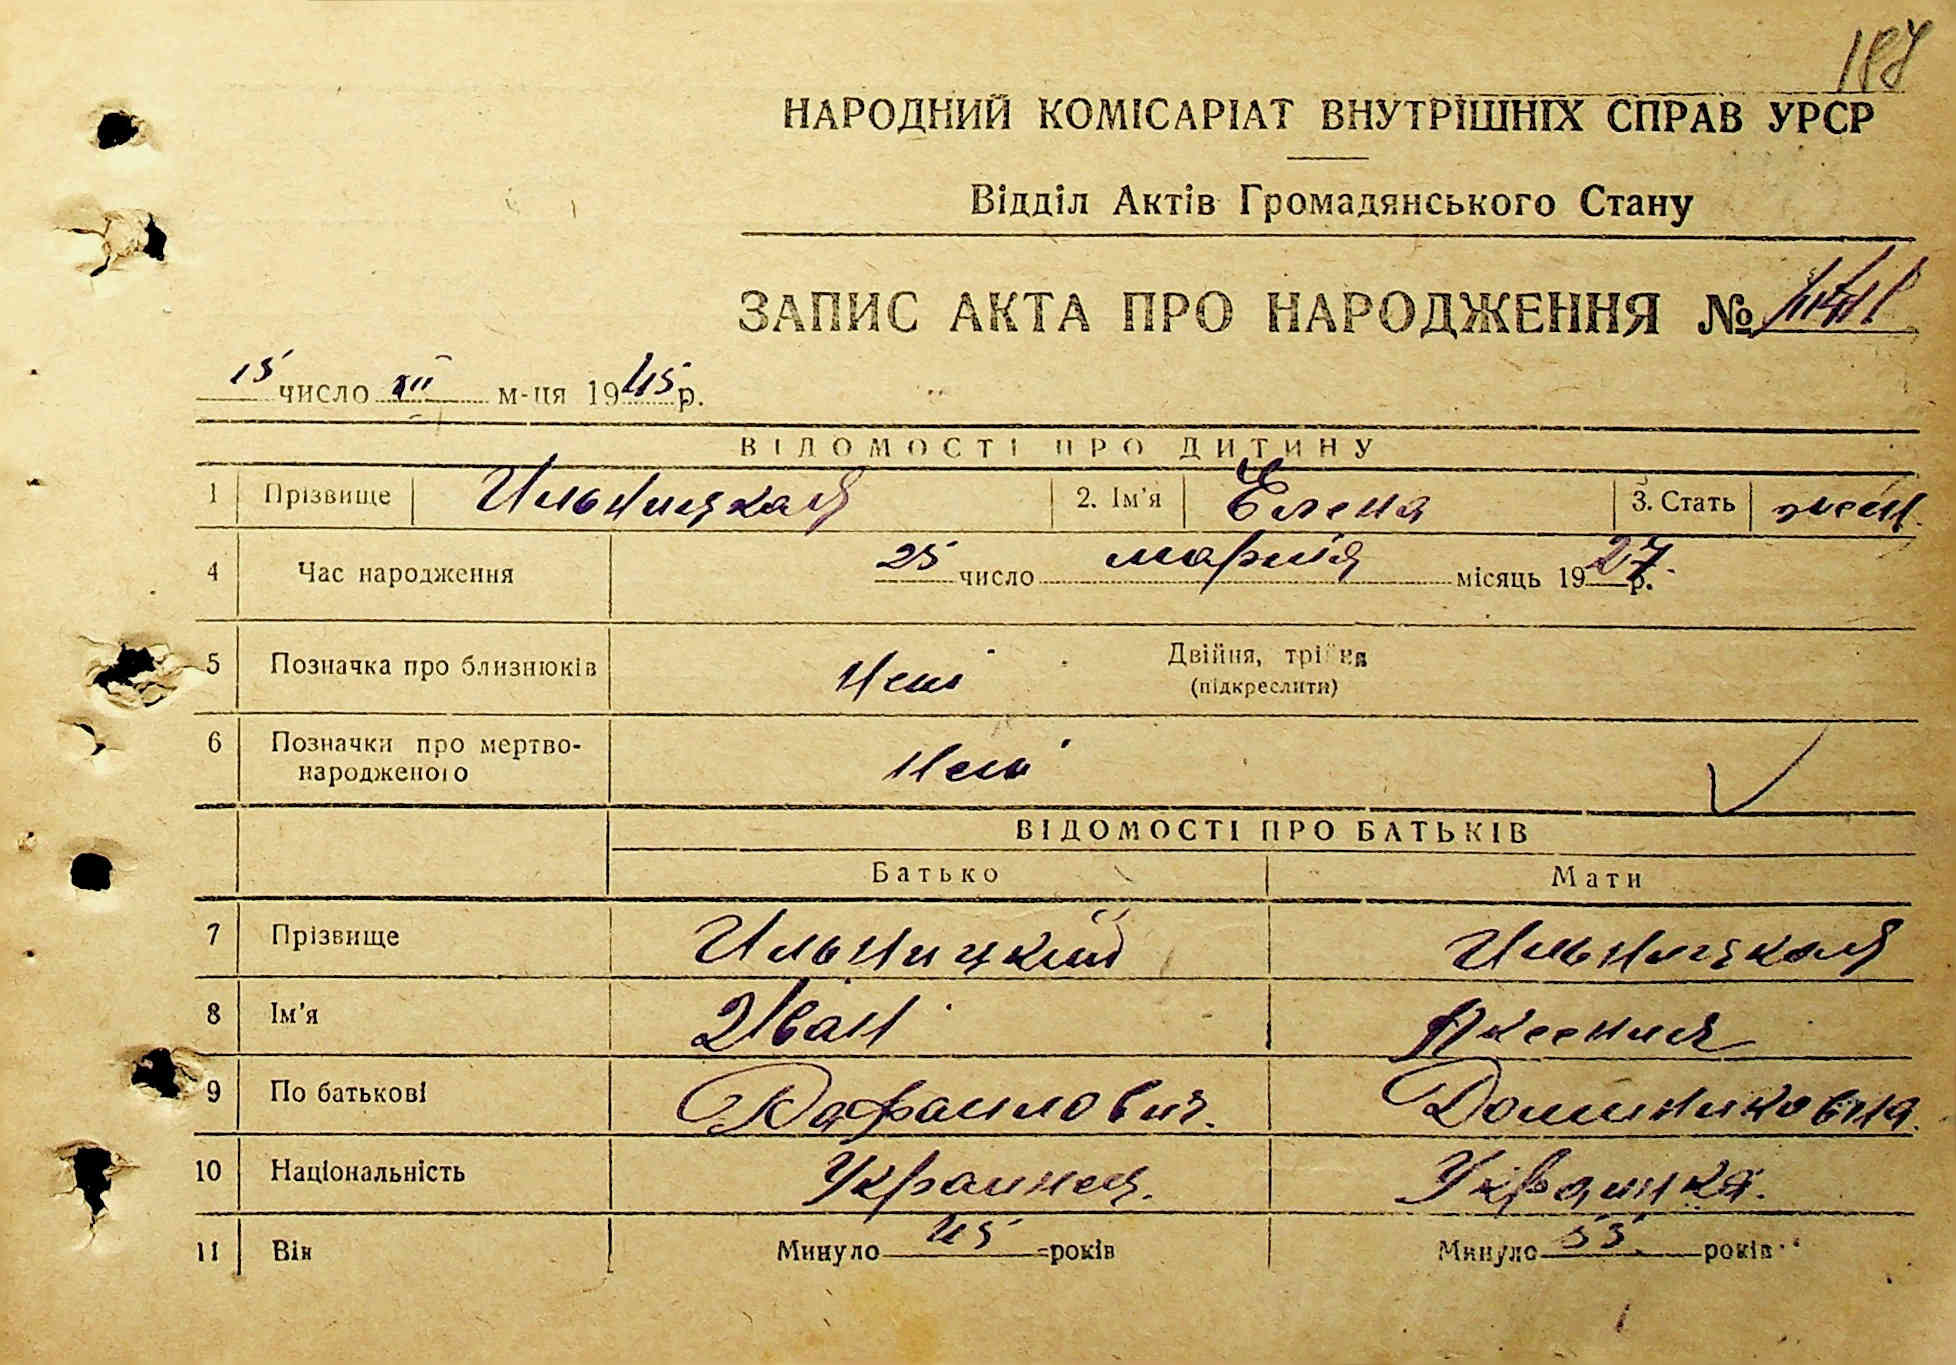 187
НАРОДНИЙ КОМІСАРІАТ ВНУТРІШНІХ СПРАВ УРСР
Відділ Актів Громадянського Стану
ЗАПИС АКТА ПРО НАРОДЖЕННЯ №
15 число XII м-ця 1945 р.
ВІДОМОСТІ ПРО ДИТИНУ
1 Прізвище Ильницкая 2. Ім'я Елена 3. Стать жен.
4 Час народження 25 число марта місяць 1927 р.
5 Позначка про близнюків Нет Двійня, трійня
(підкреслити)
6 Позначки про мертво-
народженого Нет
ВІДОМОСТІ ПРО БАТЬКІВ
Батько Мати
7 Прізвище Ильницкий Ильницкая
8 Ім'я Иван Аксения
9 По батькові Рафаилович. Доминиковна.
10 Національність Украинец. Украинка.
11 Вік Минуло 45 років Минуло 35 років